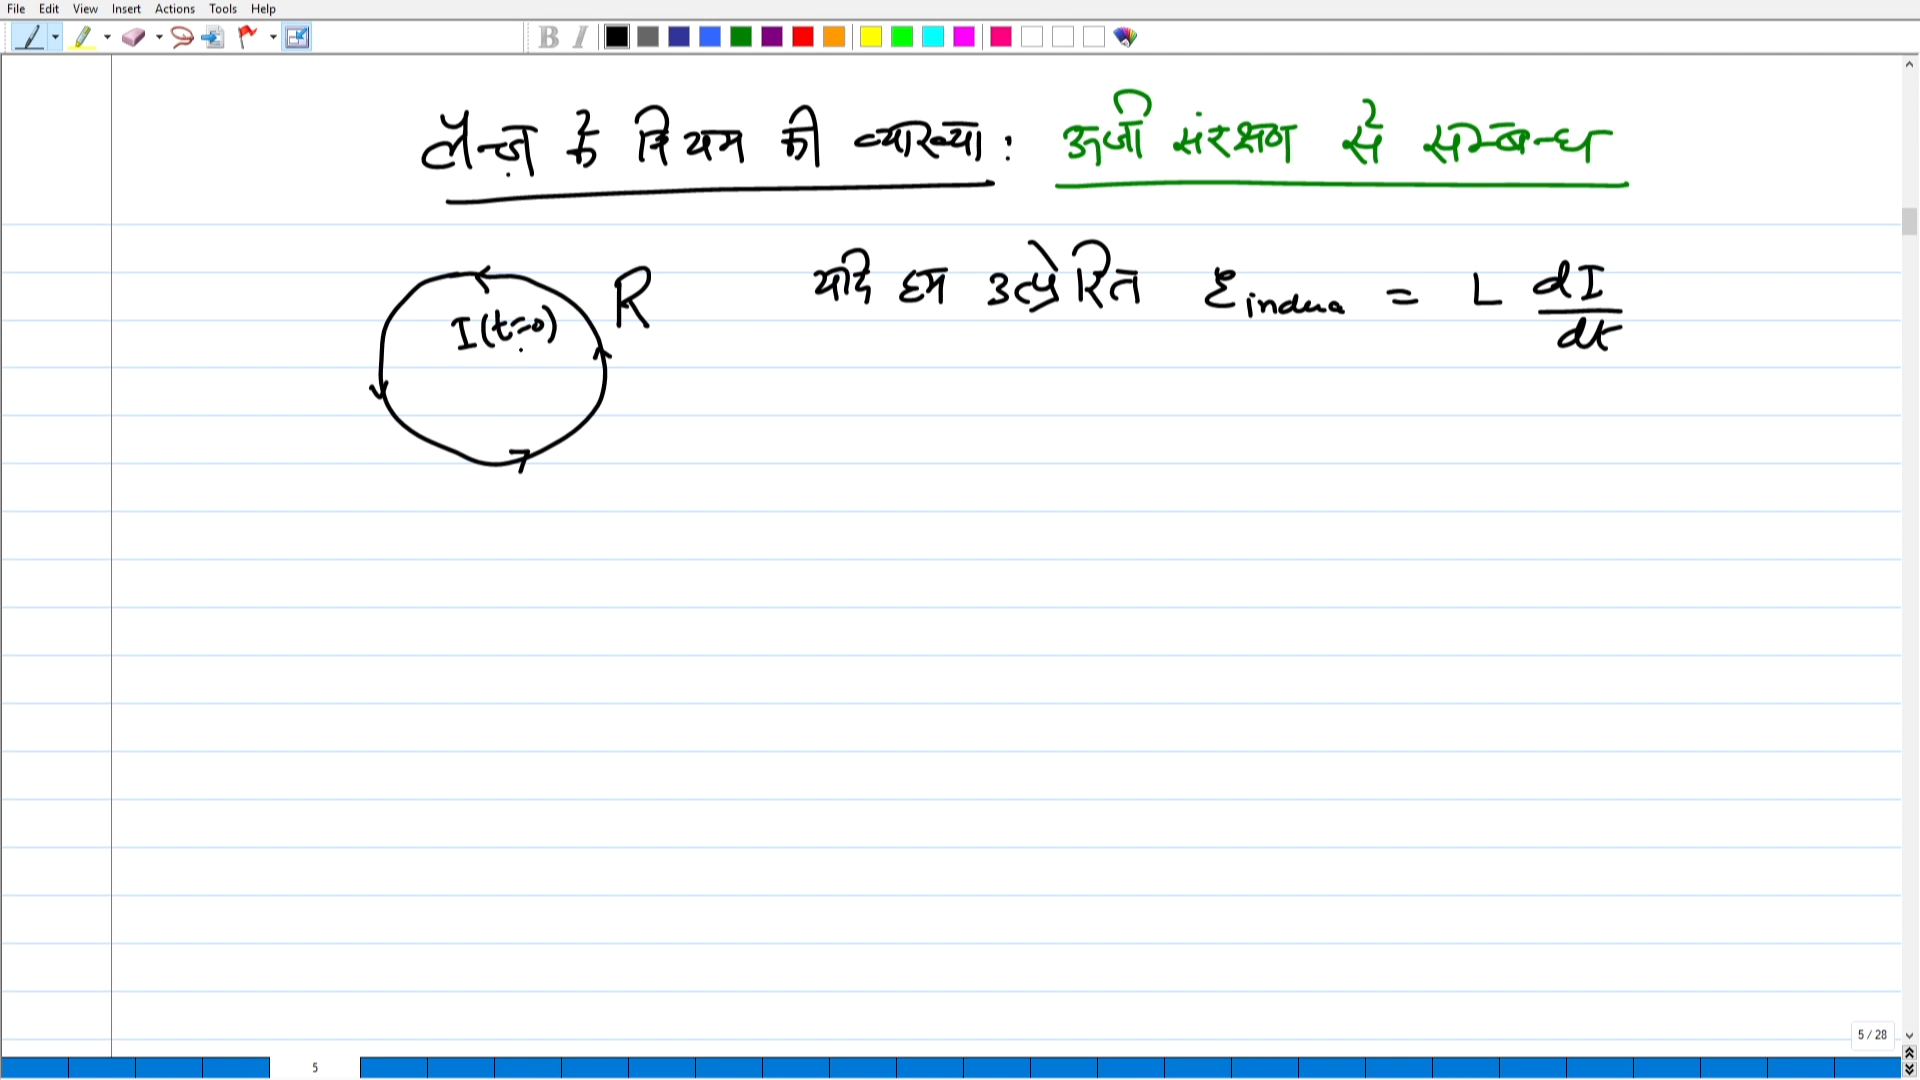 File Edit View Insert Actions Tools Help
B I
लेन्ज़ के नियम की व्याख्या : ऊर्जा संरक्षण से सम्बन्ध
I(t=0) R यदि हम उत्प्रेरित ε induc = L dI/dt
5 / 28
5